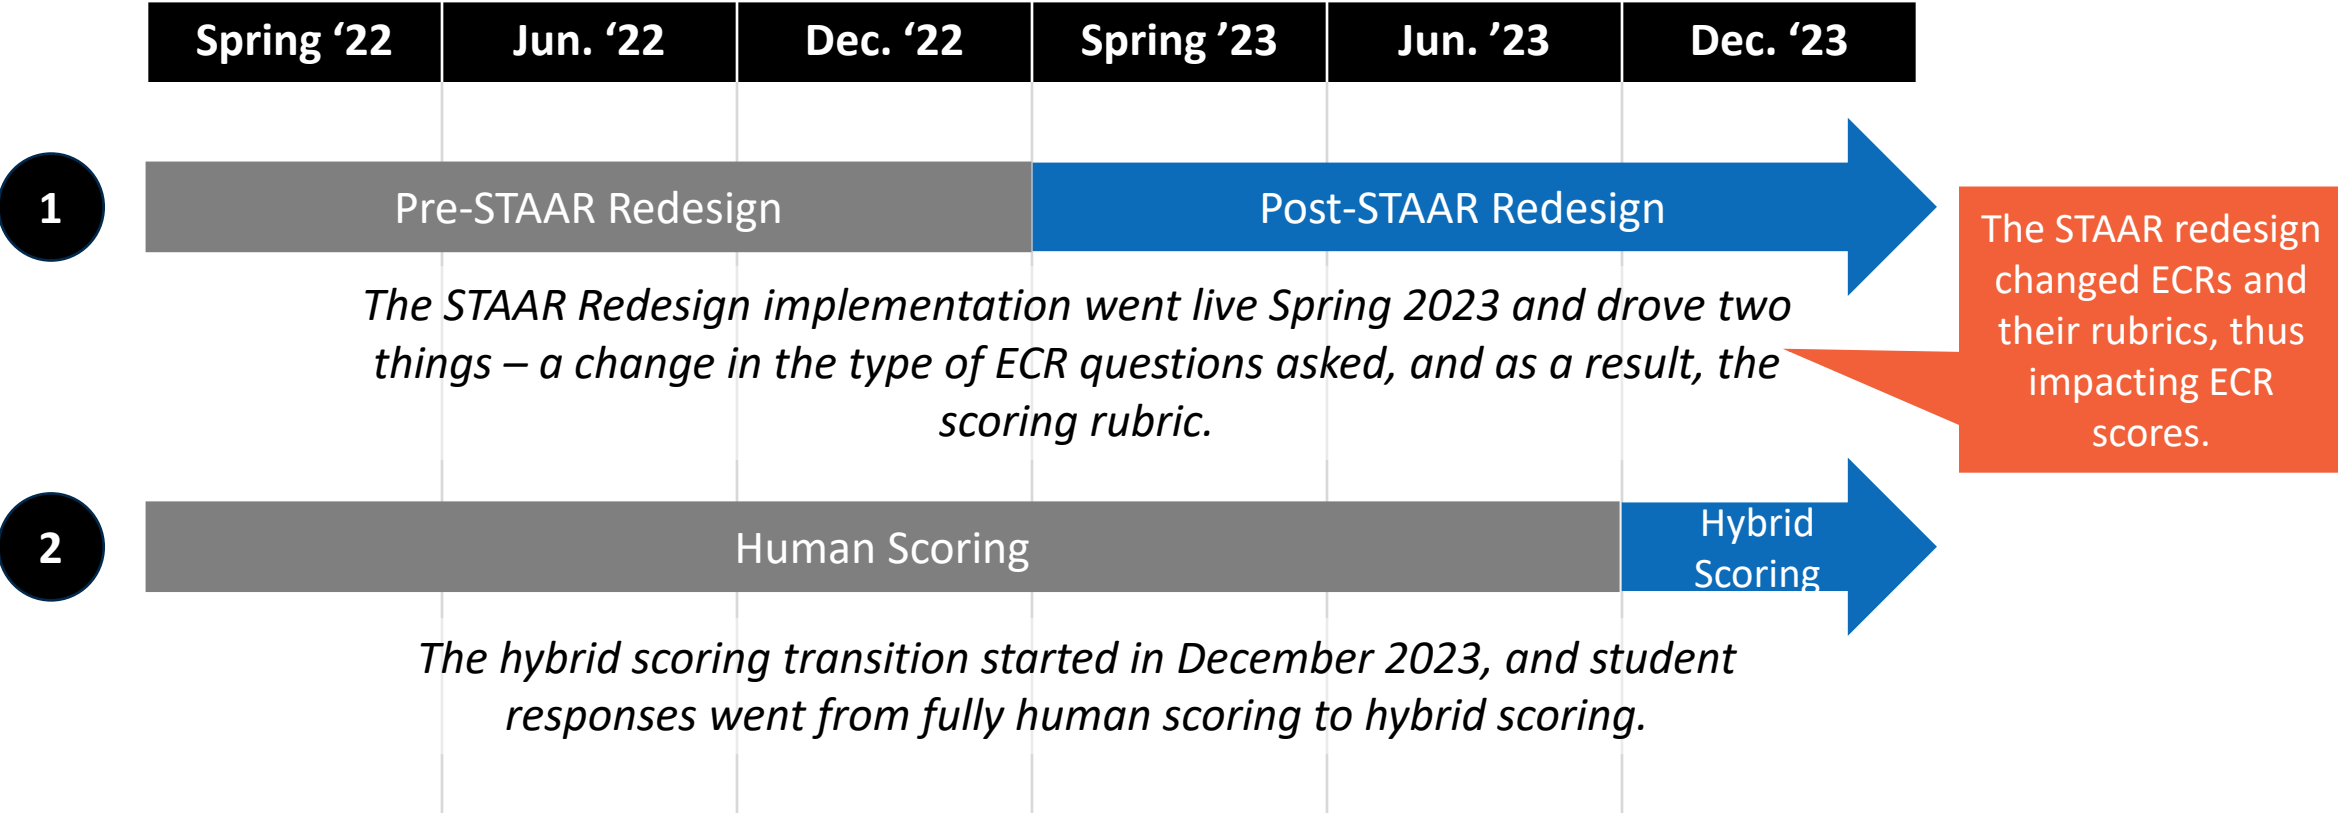 Spring ‘22 Jun. ‘22 Dec. ‘22 Spring ’23 Jun. ’23 Dec. ‘23
1
Pre-STAAR Redesign
Post-STAAR Redesign
The STAAR Redesign implementation went live Spring 2023 and drove two
things – a change in the type of ECR questions asked, and as a result, the
scoring rubric.
The STAAR redesign
changed ECRs and
their rubrics, thus
impacting ECR
scores.
2
Human Scoring
Hybrid
Scoring
The hybrid scoring transition started in December 2023, and student
responses went from fully human scoring to hybrid scoring.